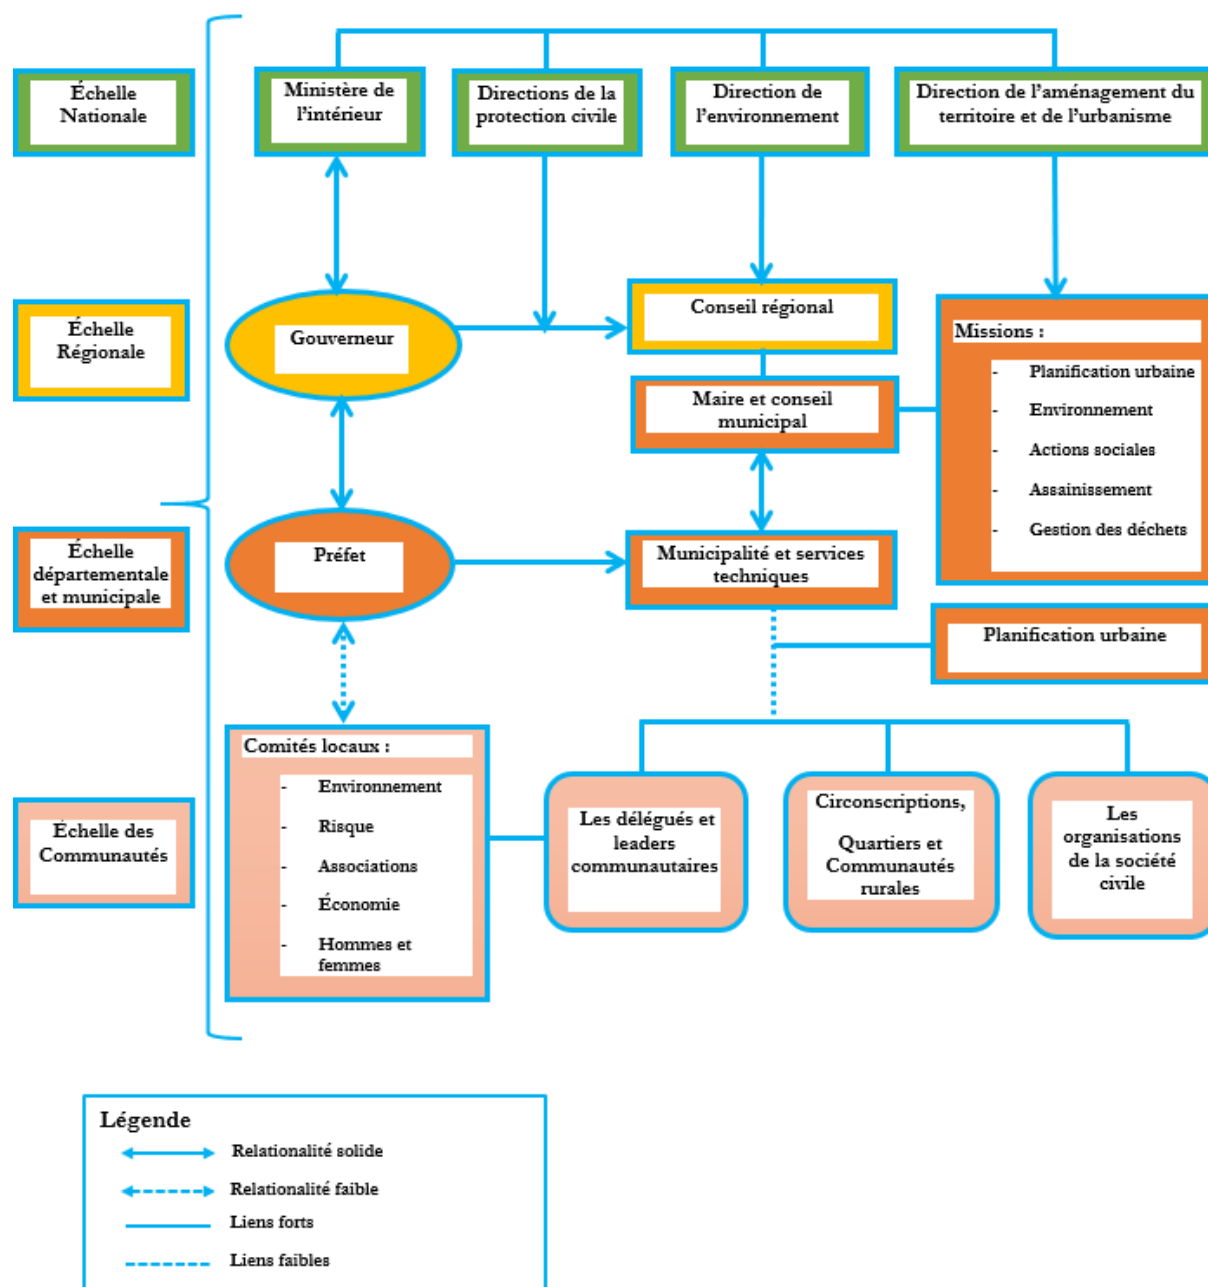 Échelle
Nationale
Ministère de
l'intérieur
Directions de la
protection civile
Direction de
l'environnement
Direction de l'aménagement du
territoire et de l'urbanisme
Échelle
Régionale
Gouverneur
Conseil régional
Maire et conseil
municipal
Missions :
- Planification urbaine
- Environnement
- Actions sociales
- Assainissement
- Gestion des déchets
Échelle
départementale
et municipale
Préfet
Municipalité et services
techniques
Planification urbaine
Échelle des
Communautés
Comités locaux :
- Environnement
- Risque
- Associations
- Économie
- Hommes et
femmes
Les délégués et
leaders
communautaires
Circonscriptions,
Quartiers et
Communautés
rurales
Les
organisations
de la société
civile
Légende
Relationalité solide
Relationalité faible
Liens forts
Liens faibles